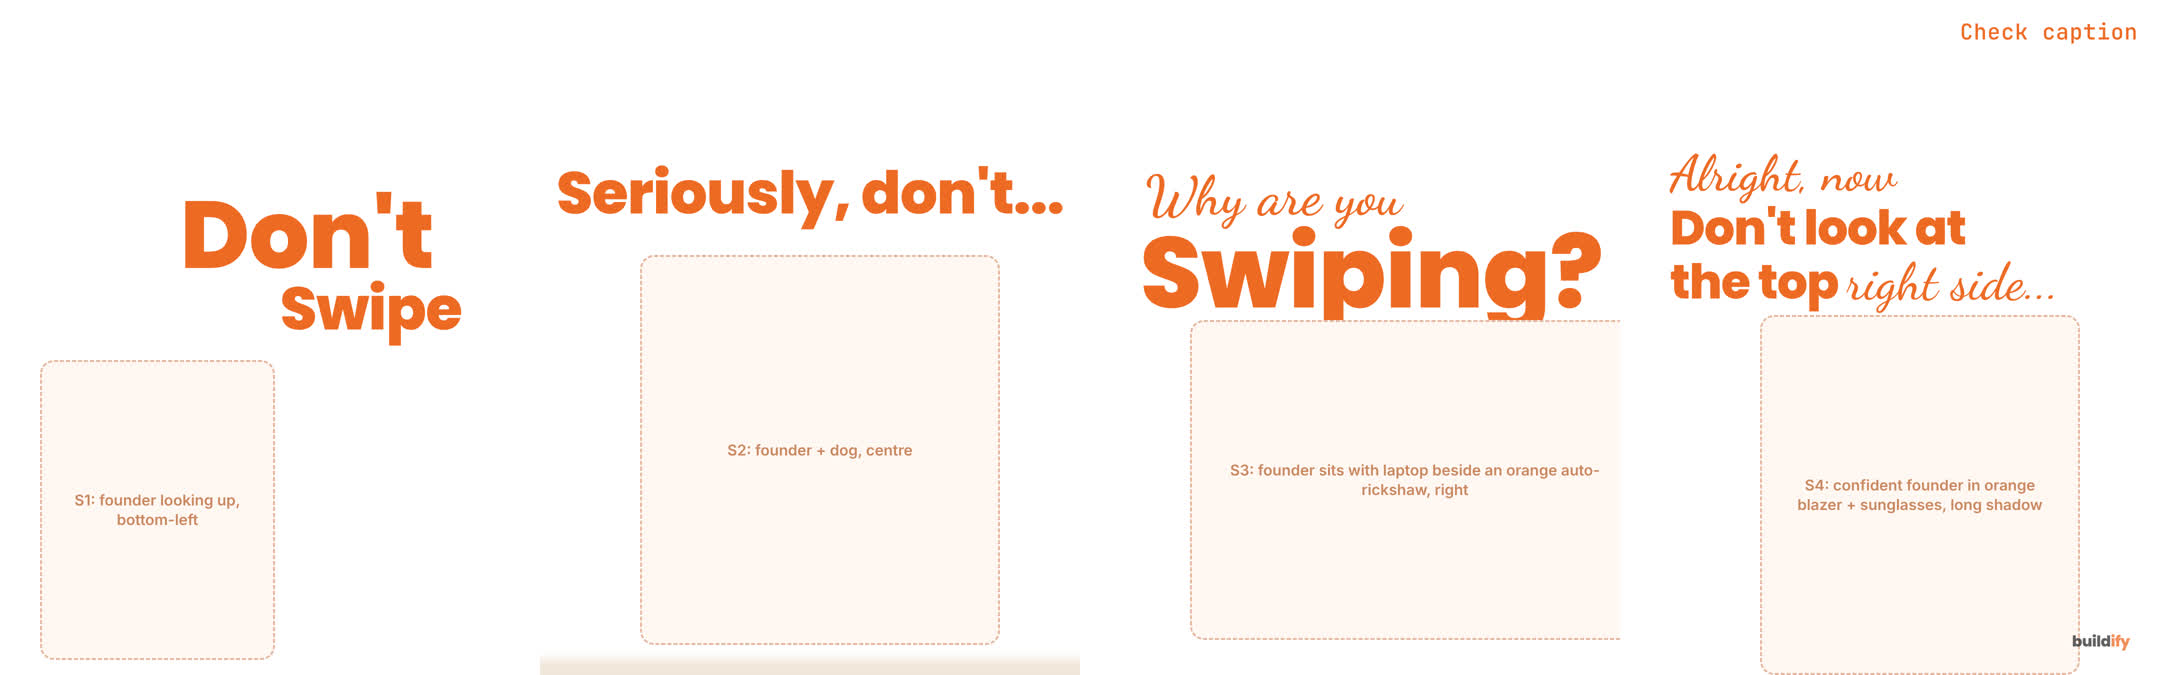 Don't
Swipe
S1: founder looking up,
bottom-left
Seriously, don't...
S2: founder + dog, centre
Why are you
Swiping?
S3: founder sits with laptop beside an orange auto-
rickshaw, right
Check caption
Alright, now
Don't look at
the top right side...
S4: confident founder in orange
blazer + sunglasses, long shadow
buildify